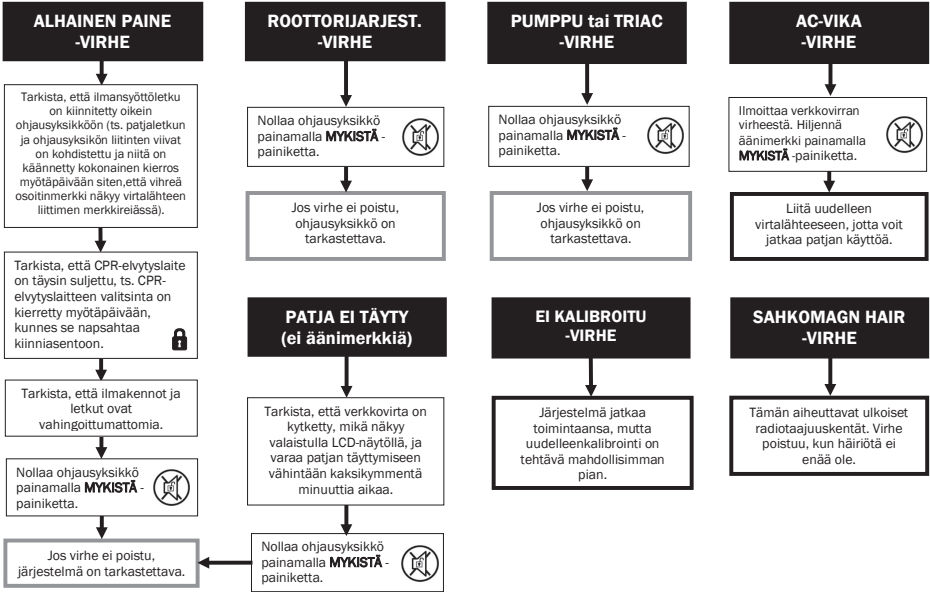 ALHAINEN PAINE
-VIRHE
Tarkista, että ilmansyöttöletku
on kiinnitetty oikein
ohjausyksikköön (ts. patjaletkun
ja ohjausyksikön liitinten viivat
on kohdistettu ja niitä on
käännetty kokonainen kierros
myötäpäivään siten,että vihreä
osoitinmerkki näkyy virtalähteen
liittimen merkkireiässä).
Tarkista, että CPR-elvytyslaite
on täysin suljettu, ts. CPR-
elvytyslaitteen valitsinta on
kierretty myötäpäivään,
kunnes se napsahtaa
kiinniasentoon.
Tarkista, että ilmakennot ja
letkut ovat
vahingoittumattomia.
Nollaa ohjausyksikkö
painamalla MYKISTÄ -
painiketta.
Jos virhe ei poistu,
järjestelmä on tarkastettava.
ROOTTORIJARJEST.
-VIRHE
Nollaa ohjausyksikkö
painamalla MYKISTÄ -
painiketta.
Jos virhe ei poistu,
ohjausyksikkö on
tarkastettava.
PUMPPU tai TRIAC
-VIRHE
Nollaa ohjausyksikkö
painamalla MYKISTÄ -
painiketta.
Jos virhe ei poistu,
ohjausyksikkö on
tarkastettava.
AC-VIKA
-VIRHE
Ilmoittaa verkkovirran
virheestä. Hiljennä
äänimerkki painamalla
MYKISTÄ -painiketta.
Liitä uudelleen
virtalähteeseen, jotta voit
jatkaa patjan käyttöä.
PATJA EI TÄYTY
(ei äänimerkkiä)
Tarkista, että verkkovirta on
kytketty, mikä näkyy
valaistulla LCD-näytöllä, ja
varaa patjan täyttymiseen
vähintään kaksikymmentä
minuuttia aikaa.
Nollaa ohjausyksikkö
painamalla MYKISTÄ -
painiketta.
EI KALIBROITU
-VIRHE
Järjestelmä jatkaa
toimintaansa, mutta
uudelleenkalibrointi on
tehtävä mahdollisimman
pian.
SAHKOMAGN HAIR
-VIRHE
Tämän aiheuttavat ulkoiset
radiotaajuuskentät. Virhe
poistuu, kun häiriötä ei
enää ole.